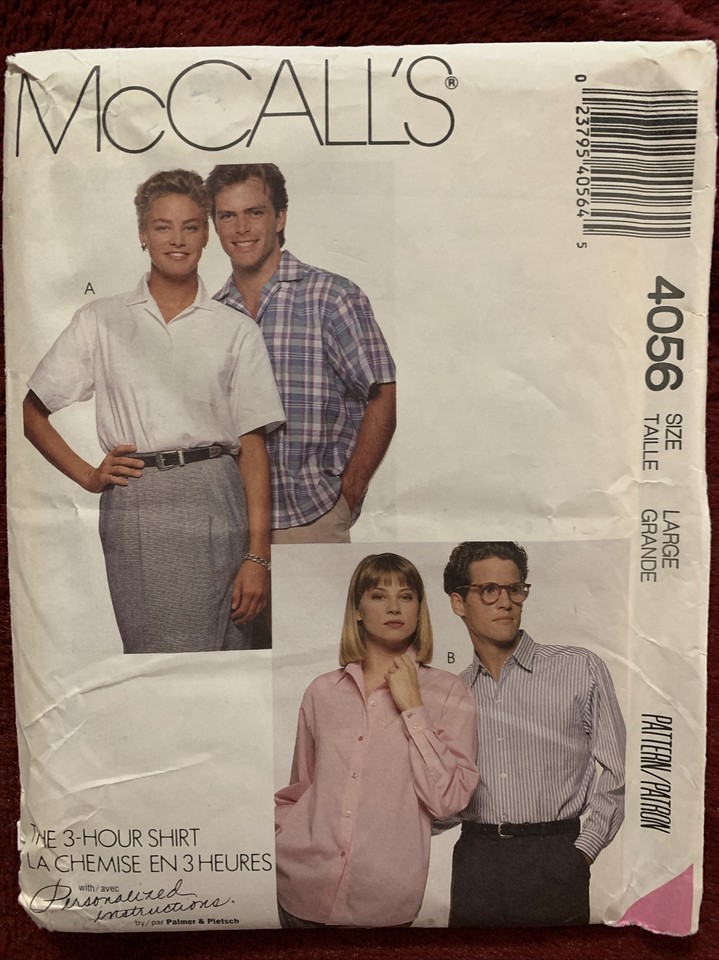 McCALL'S®
0 23795 40564 5
4056
SIZE LARGE
TAILLE GRANDE
PATTERN/PATRON
A
B
THE 3-HOUR SHIRT
LA CHEMISE EN 3 HEURES
with/avec
Personalized
instructions.
by/par Palmer & Pletsch